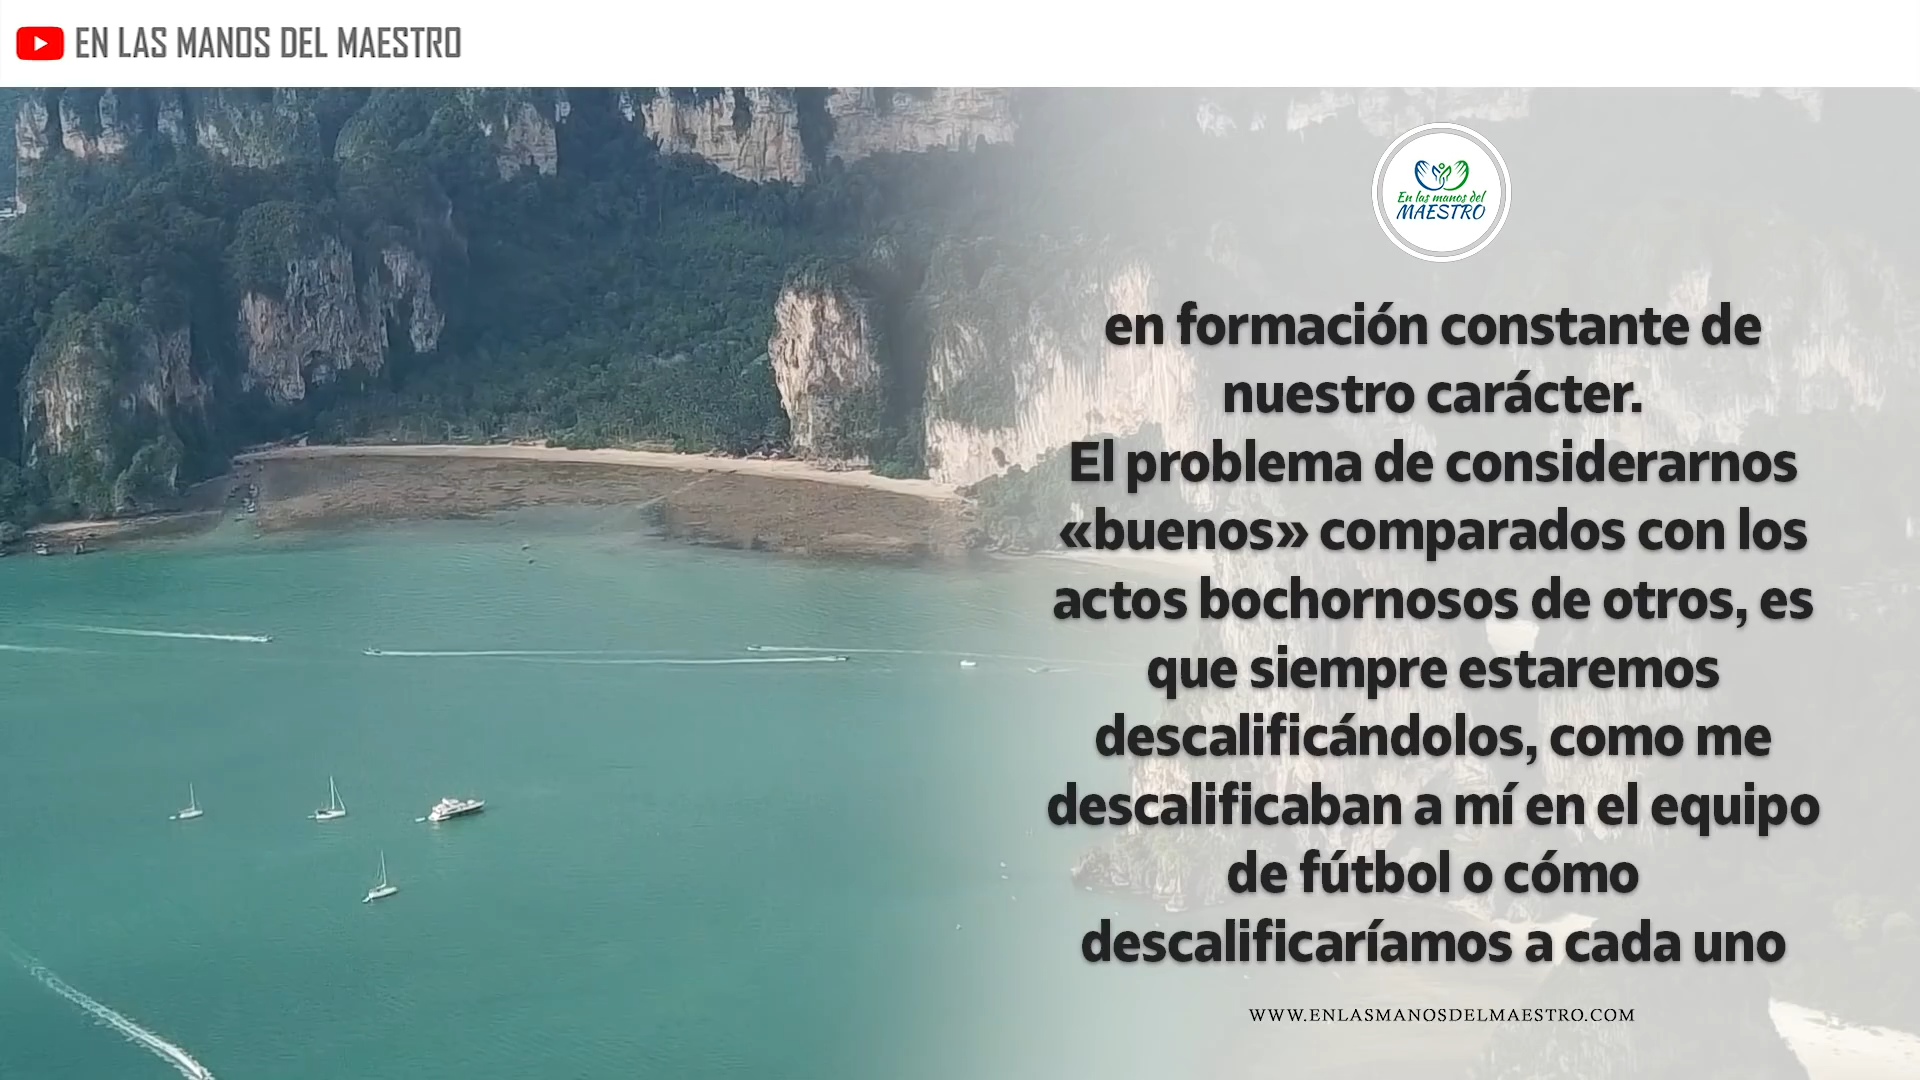 EN LAS MANOS DEL MAESTRO
En las manos del
MAESTRO
en formación constante de
nuestro carácter.
El problema de considerarnos
«buenos» comparados con los
actos bochornosos de otros, es
que siempre estaremos
descalificándolos, como me
descalificaban a mí en el equipo
de fútbol o cómo
descalificaríamos a cada uno
WWW.ENLASMANOSDELMAESTRO.COM